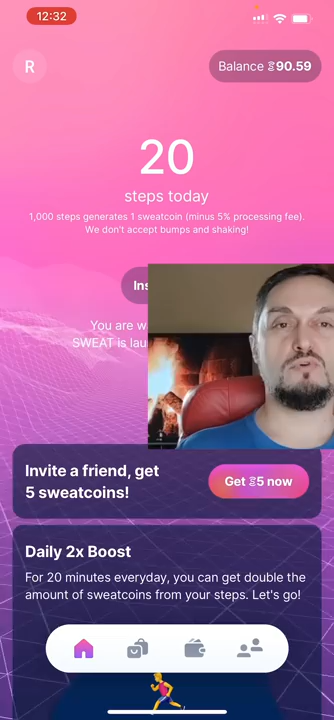 12:32
R
Balance 90.59
20
steps today
1,000 steps generates 1 sweatcoin (minus 5% processing fee).
We don't accept bumps and shaking!
You are
SWEAT is
Invite a friend, get
5 sweatcoins!
Get 5 now
Daily 2x Boost
For 20 minutes everyday, you can get double the
amount of sweatcoins from your steps. Let's go!